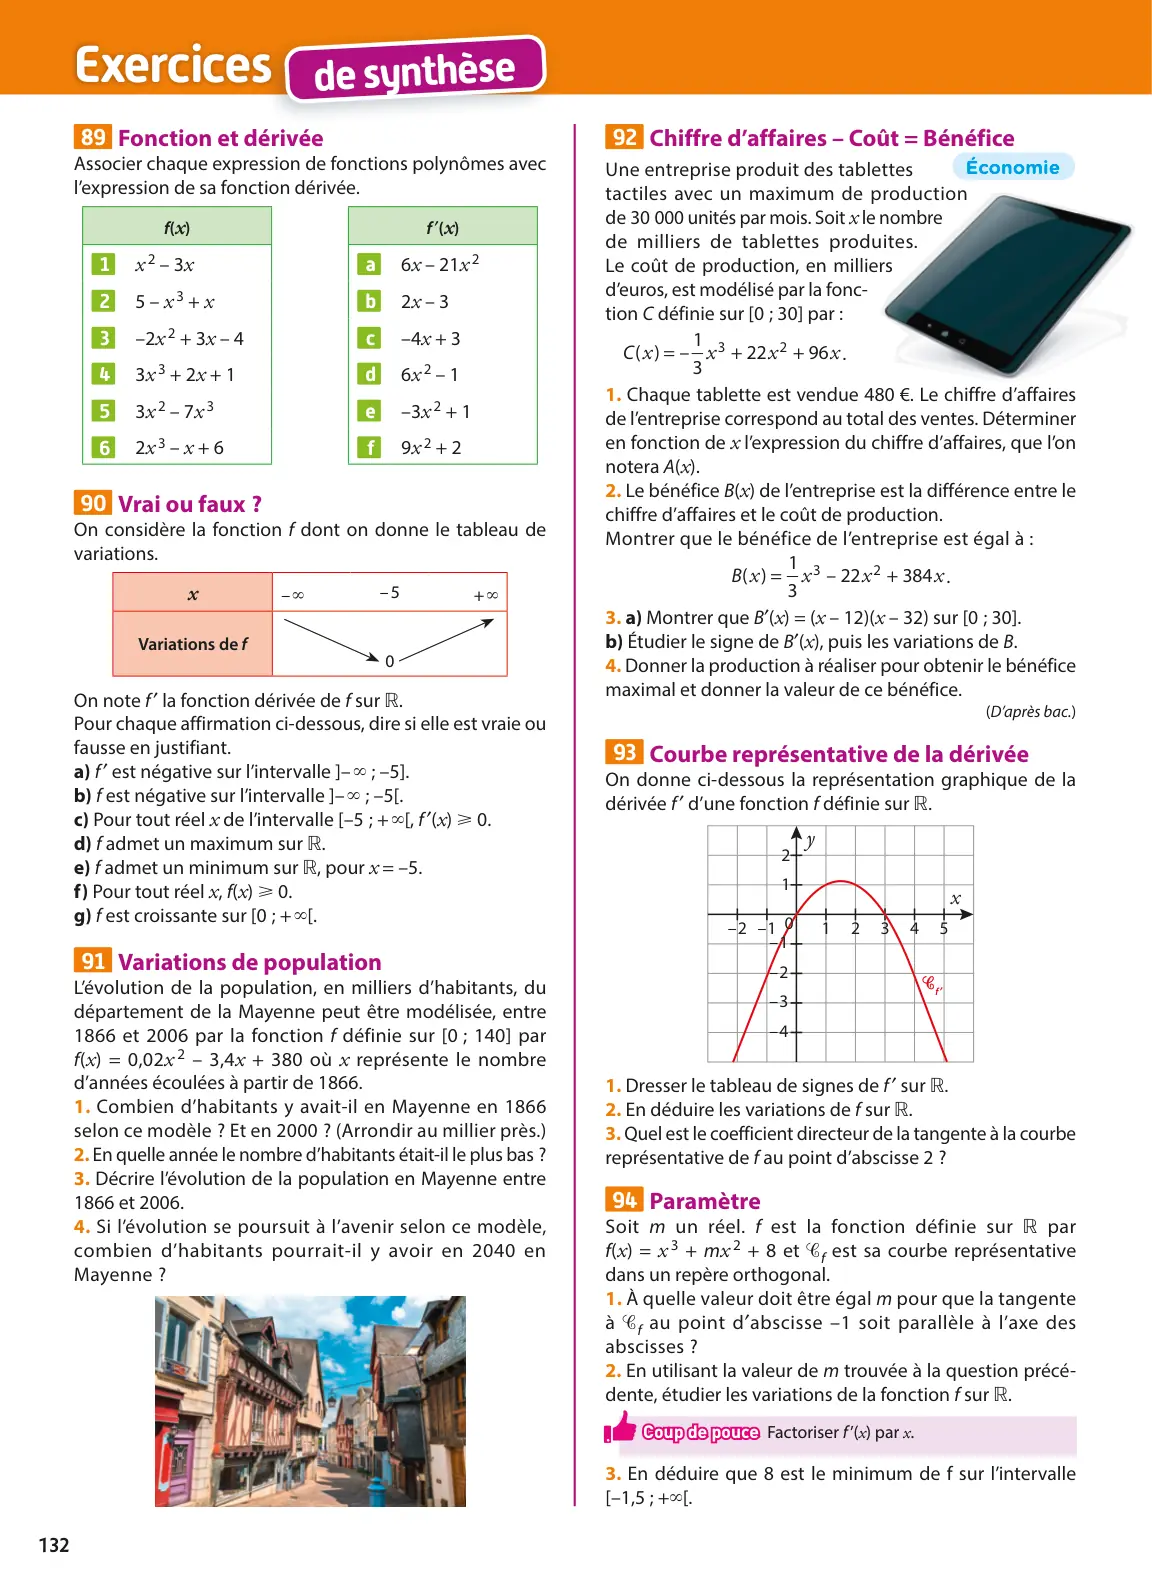 Exercices de synthèse
89 Fonction et dérivée
Associer chaque expression de fonctions polynômes avec
l'expression de sa fonction dérivée.
f(x)
1 x² – 3x
2 5 – x³ + x
3 –2x² + 3x – 4
4 3x³ + 2x + 1
5 3x² – 7x³
6 2x³ – x + 6
f′(x)
a 6x – 21x²
b 2x – 3
c –4x + 3
d 6x² – 1
e –3x² + 1
f 9x² + 2
90 Vrai ou faux ?
On considère la fonction f dont on donne le tableau de
variations.
x –∞ –5 +∞
Variations de f 0
On note f′ la fonction dérivée de f sur ℝ.
Pour chaque affirmation ci-dessous, dire si elle est vraie ou
fausse en justifiant.
a) f′ est négative sur l'intervalle ]–∞ ; –5].
b) f est négative sur l'intervalle ]–∞ ; –5[.
c) Pour tout réel x de l'intervalle [–5 ; +∞[, f′(x) ⩾ 0.
d) f admet un maximum sur ℝ.
e) f admet un minimum sur ℝ, pour x = –5.
f) Pour tout réel x, f(x) ⩾ 0.
g) f est croissante sur [0 ; +∞[.
91 Variations de population
L'évolution de la population, en milliers d'habitants, du
département de la Mayenne peut être modélisée, entre
1866 et 2006 par la fonction f définie sur [0 ; 140] par
f(x) = 0,02x² – 3,4x + 380 où x représente le nombre
d'années écoulées à partir de 1866.
1. Combien d'habitants y avait-il en Mayenne en 1866
selon ce modèle ? Et en 2000 ? (Arrondir au millier près.)
2. En quelle année le nombre d'habitants était-il le plus bas ?
3. Décrire l'évolution de la population en Mayenne entre
1866 et 2006.
4. Si l'évolution se poursuit à l'avenir selon ce modèle,
combien d'habitants pourrait-il y avoir en 2040 en
Mayenne ?
132
92 Chiffre d'affaires – Coût = Bénéfice
Économie
Une entreprise produit des tablettes
tactiles avec un maximum de production
de 30 000 unités par mois. Soit x le nombre
de milliers de tablettes produites.
Le coût de production, en milliers
d'euros, est modélisé par la fonc-
tion C définie sur [0 ; 30] par :
C(x) = –1/3 x³ + 22x² + 96x.
1. Chaque tablette est vendue 480 €. Le chiffre d'affaires
de l'entreprise correspond au total des ventes. Déterminer
en fonction de x l'expression du chiffre d'affaires, que l'on
notera A(x).
2. Le bénéfice B(x) de l'entreprise est la différence entre le
chiffre d'affaires et le coût de production.
Montrer que le bénéfice de l'entreprise est égal à :
B(x) = 1/3 x³ – 22x² + 384x.
3. a) Montrer que B′(x) = (x – 12)(x – 32) sur [0 ; 30].
b) Étudier le signe de B′(x), puis les variations de B.
4. Donner la production à réaliser pour obtenir le bénéfice
maximal et donner la valeur de ce bénéfice.
(D'après bac.)
93 Courbe représentative de la dérivée
On donne ci-dessous la représentation graphique de la
dérivée f′ d'une fonction f définie sur ℝ.
y
2
1
x
–2 –1 0 1 2 3 4 5
–1
–2
𝒞f′
–3
–4
1. Dresser le tableau de signes de f′ sur ℝ.
2. En déduire les variations de f sur ℝ.
3. Quel est le coefficient directeur de la tangente à la courbe
représentative de f au point d'abscisse 2 ?
94 Paramètre
Soit m un réel. f est la fonction définie sur ℝ par
f(x) = x³ + mx² + 8 et 𝒞f est sa courbe représentative
dans un repère orthogonal.
1. À quelle valeur doit être égal m pour que la tangente
à 𝒞f au point d'abscisse –1 soit parallèle à l'axe des
abscisses ?
2. En utilisant la valeur de m trouvée à la question précé-
dente, étudier les variations de la fonction f sur ℝ.
Coup de pouce Factoriser f′(x) par x.
3. En déduire que 8 est le minimum de f sur l'intervalle
[–1,5 ; +∞[.